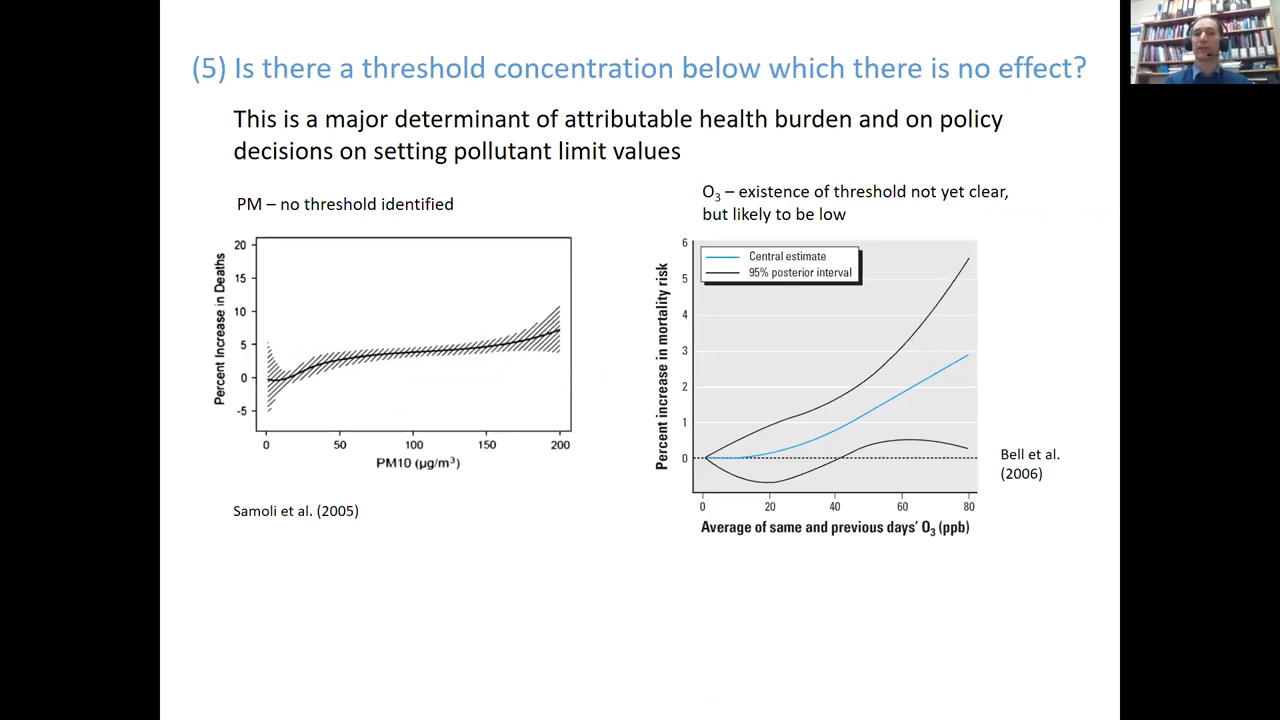 (5) Is there a threshold concentration below which there is no effect?
This is a major determinant of attributable health burden and on policy
decisions on setting pollutant limit values
PM – no threshold identified
20
15
10
5
0
-5
Percent Increase in Deaths
0 50 100 150 200
PM10 (µg/m³)
Samoli et al. (2005)
O₃ – existence of threshold not yet clear,
but likely to be low
Central estimate
95% posterior interval
6
5
4
3
2
1
0
Percent increase in mortality risk
0 20 40 60 80
Average of same and previous days' O₃ (ppb)
Bell et al.
(2006)